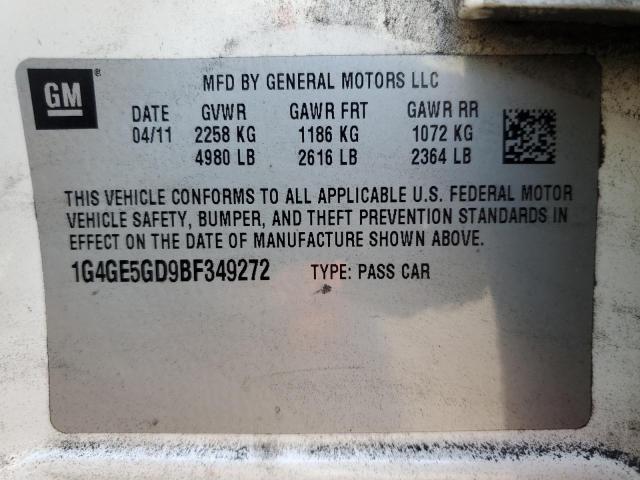 GM ®
MFD BY GENERAL MOTORS LLC
DATE GVWR GAWR FRT GAWR RR
04/11 2258 KG 1186 KG 1072 KG
4980 LB 2616 LB 2364 LB
THIS VEHICLE CONFORMS TO ALL APPLICABLE U.S. FEDERAL MOTOR
VEHICLE SAFETY, BUMPER, AND THEFT PREVENTION STANDARDS IN
EFFECT ON THE DATE OF MANUFACTURE SHOWN ABOVE.
1G4GE5GD9BF349272 TYPE: PASS CAR